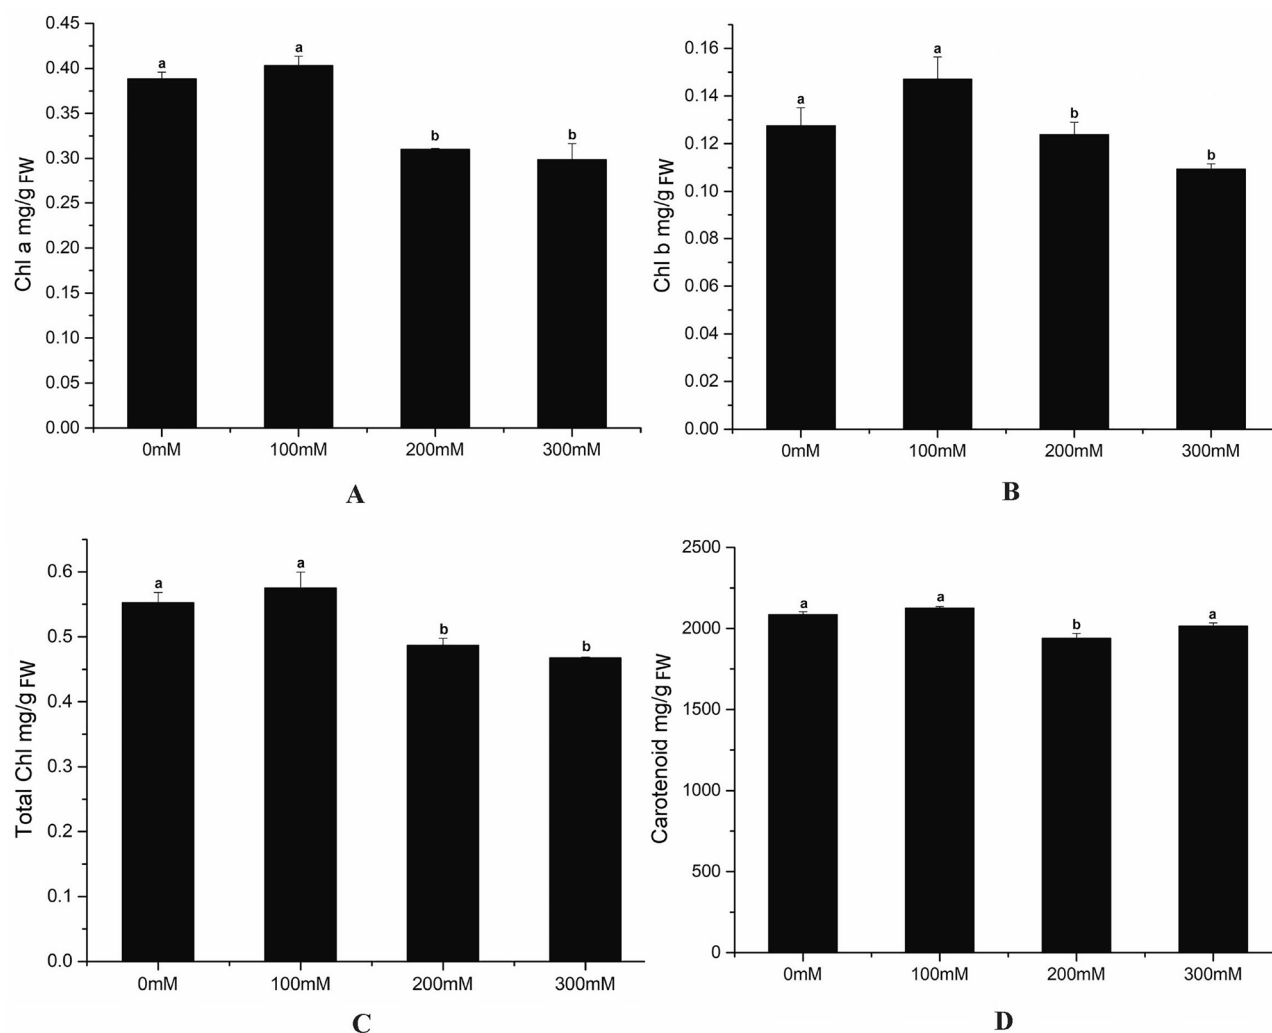 Chl a mg/g FW
0.45
0.40
0.35
0.30
0.25
0.20
0.15
0.10
0.05
0.00
a
a
b
b
0mM
100mM
200mM
300mM
A
Chl b mg/g FW
0.16
0.14
0.12
0.10
0.08
0.06
0.04
0.02
0.00
a
a
b
b
0mM
100mM
200mM
300mM
B
Total Chl mg/g FW
0.6
0.5
0.4
0.3
0.2
0.1
0.0
a
a
b
b
0mM
100mM
200mM
300mM
C
Carotenoid mg/g FW
2500
2000
1500
1000
500
0
a
a
b
a
0mM
100mM
200mM
300mM
D